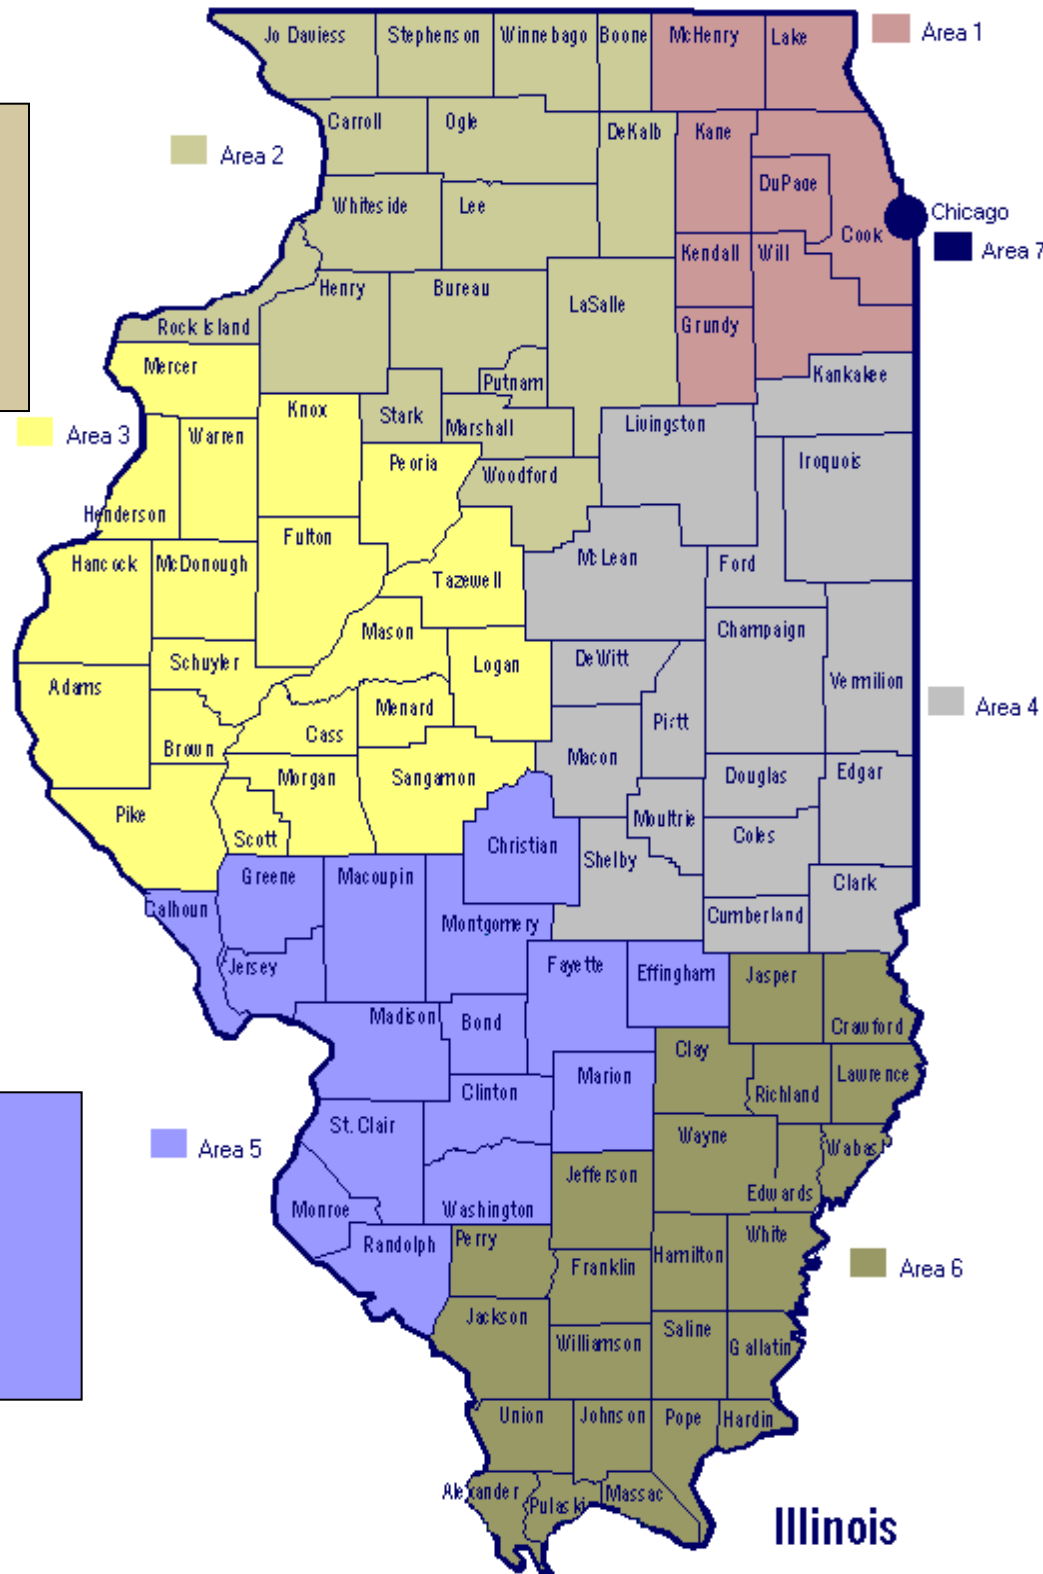 Jo Daviess
Stephenson
Winnebago
Boone
McHenry
Lake
Area 1
Carroll
Ogle
DeKalb
Kane
Area 2
DuPage
Whiteside
Lee
Cook
Chicago
Area 7
Kendall
Will
Henry
Bureau
LaSalle
Rock Island
Grundy
Mercer
Putnam
Kankakee
Knox
Stark
Marshall
Livingston
Area 3
Warren
Peoria
Woodford
Iroquois
Henderson
Fulton
Hancock
McDonough
Tazewell
McLean
Ford
Mason
Champaign
Schuyler
Logan
DeWitt
Adams
Vermilion
Menard
Piatt
Area 4
Brown
Cass
Macon
Morgan
Sangamon
Douglas
Edgar
Pike
Scott
Christian
Moultrie
Coles
Shelby
Greene
Macoupin
Clark
Calhoun
Montgomery
Cumberland
Jersey
Fayette
Effingham
Jasper
Madison
Bond
Crawford
Clay
Marion
Clinton
Richland
Lawrence
St. Clair
Area 5
Wayne
Wabash
Jefferson
Edwards
Monroe
Washington
Randolph
Perry
White
Hamilton
Franklin
Area 6
Jackson
Williamson
Saline
Gallatin
Union
Johnson
Pope
Hardin
Alexander
Pulaski
Massac
Illinois